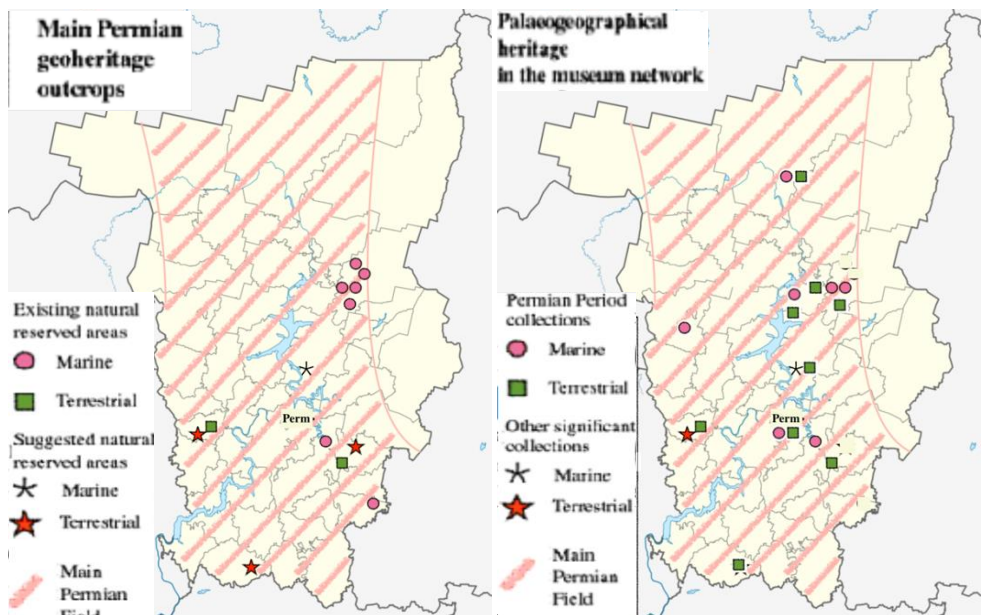 Main Permian
geoheritage
outcrops
Existing natural
reserved areas
Marine
Terrestrial
Suggested natural
reserved areas
Marine
Terrestrial
Main
Permian
Field
Perm
Palaeogeographical
heritage
in the museum network
Permian Period
collections
Marine
Terrestrial
Other significant
collections
Marine
Terrestrial
Main
Permian
Field
Perm